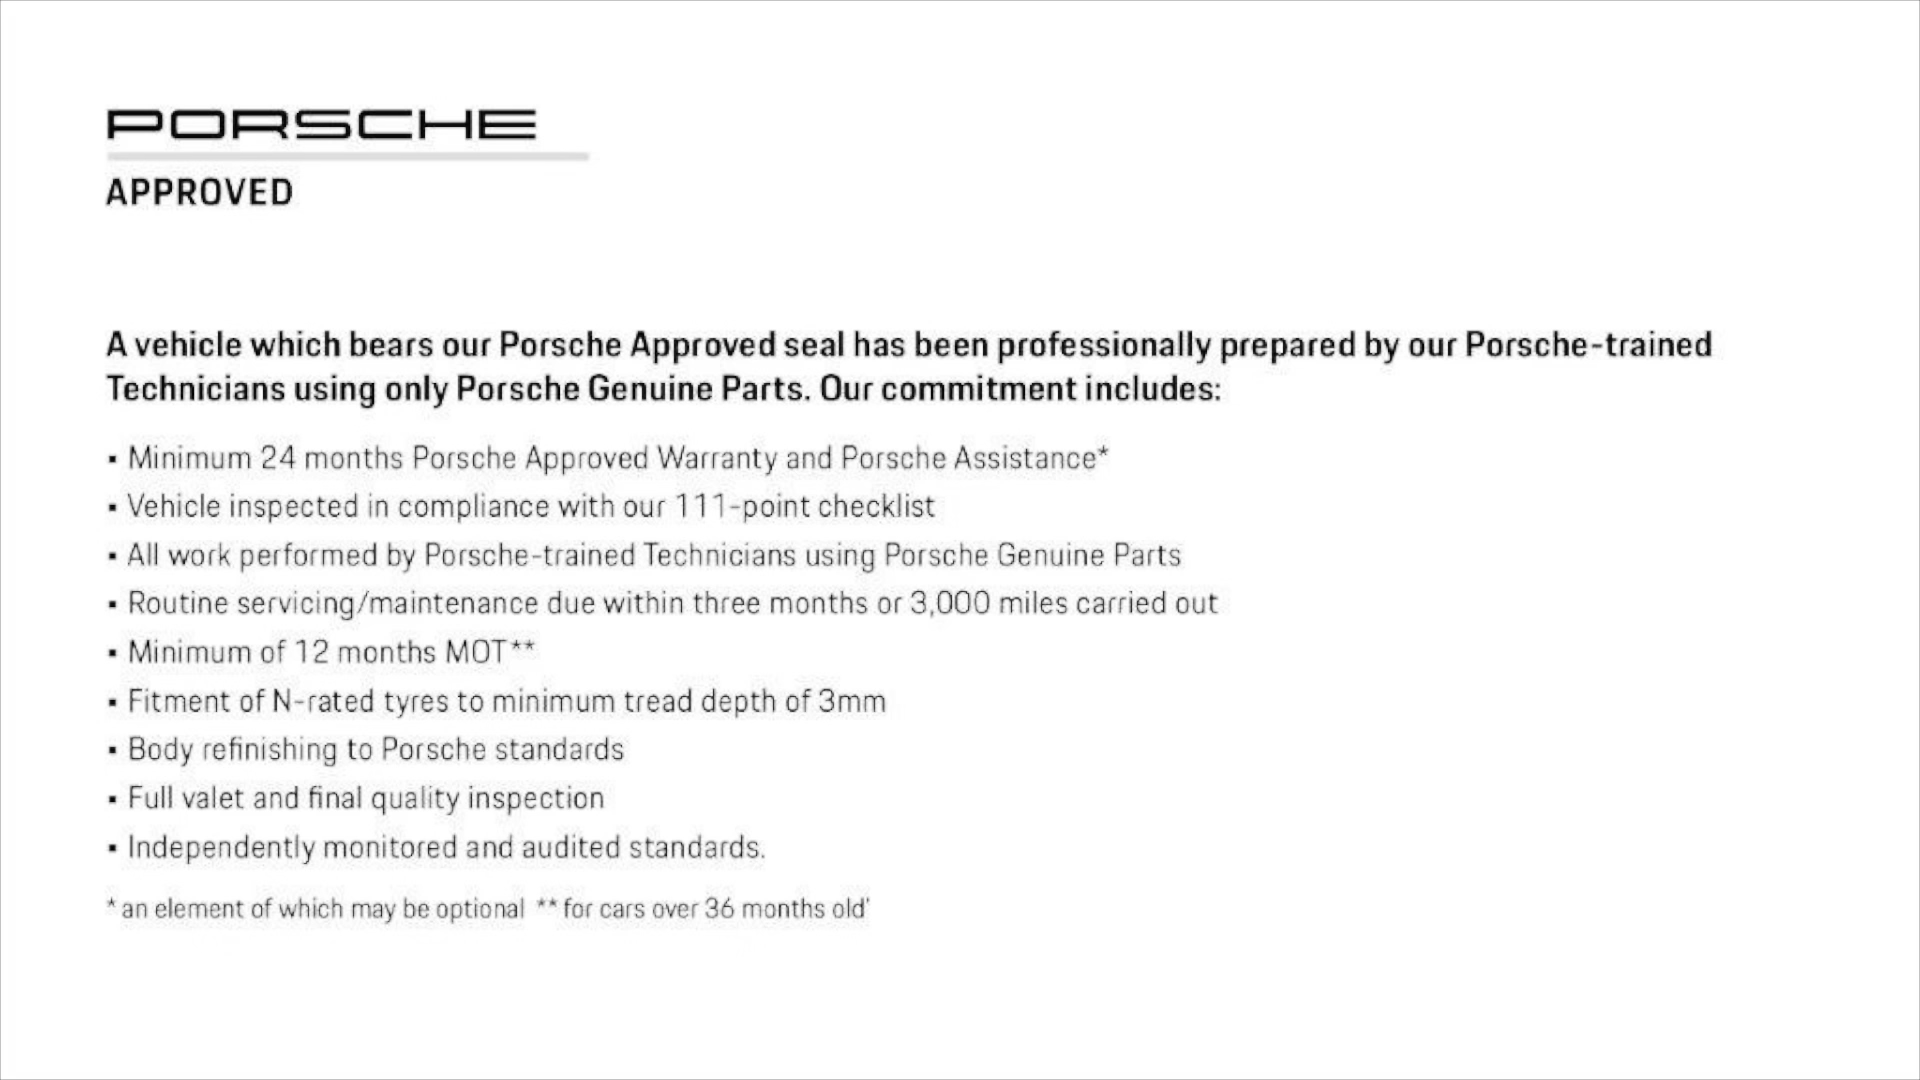 PORSCHE
APPROVED
A vehicle which bears our Porsche Approved seal has been professionally prepared by our Porsche-trained
Technicians using only Porsche Genuine Parts. Our commitment includes:
▪ Minimum 24 months Porsche Approved Warranty and Porsche Assistance*
▪ Vehicle inspected in compliance with our 111-point checklist
▪ All work performed by Porsche-trained Technicians using Porsche Genuine Parts
▪ Routine servicing/maintenance due within three months or 3,000 miles carried out
▪ Minimum of 12 months MOT**
▪ Fitment of N-rated tyres to minimum tread depth of 3mm
▪ Body refinishing to Porsche standards
▪ Full valet and final quality inspection
▪ Independently monitored and audited standards.
* an element of which may be optional ** for cars over 36 months old'